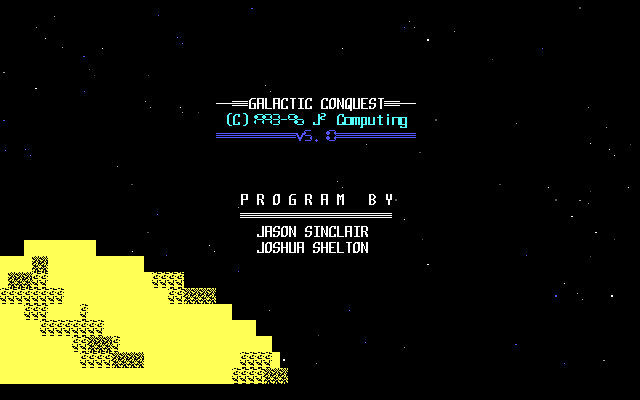 GALACTIC CONQUEST
(C) 1993-96 J² Computing
v5.0
PROGRAM BY
JASON SINCLAIR
JOSHUA SHELTON